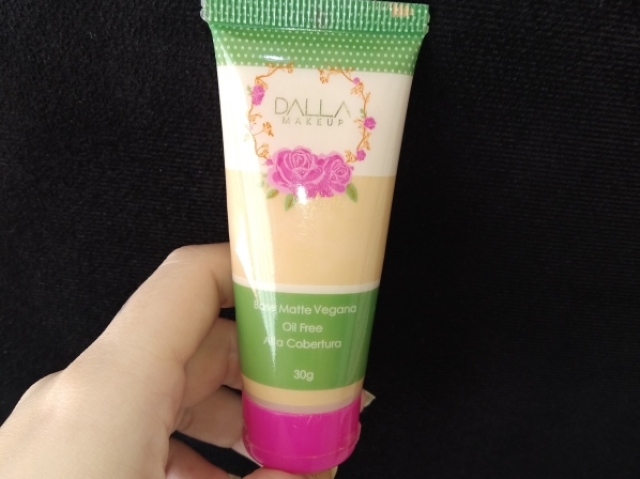 DALLA
MAKEUP
Base Matte Vegana
Oil Free
Alta Cobertura
30g